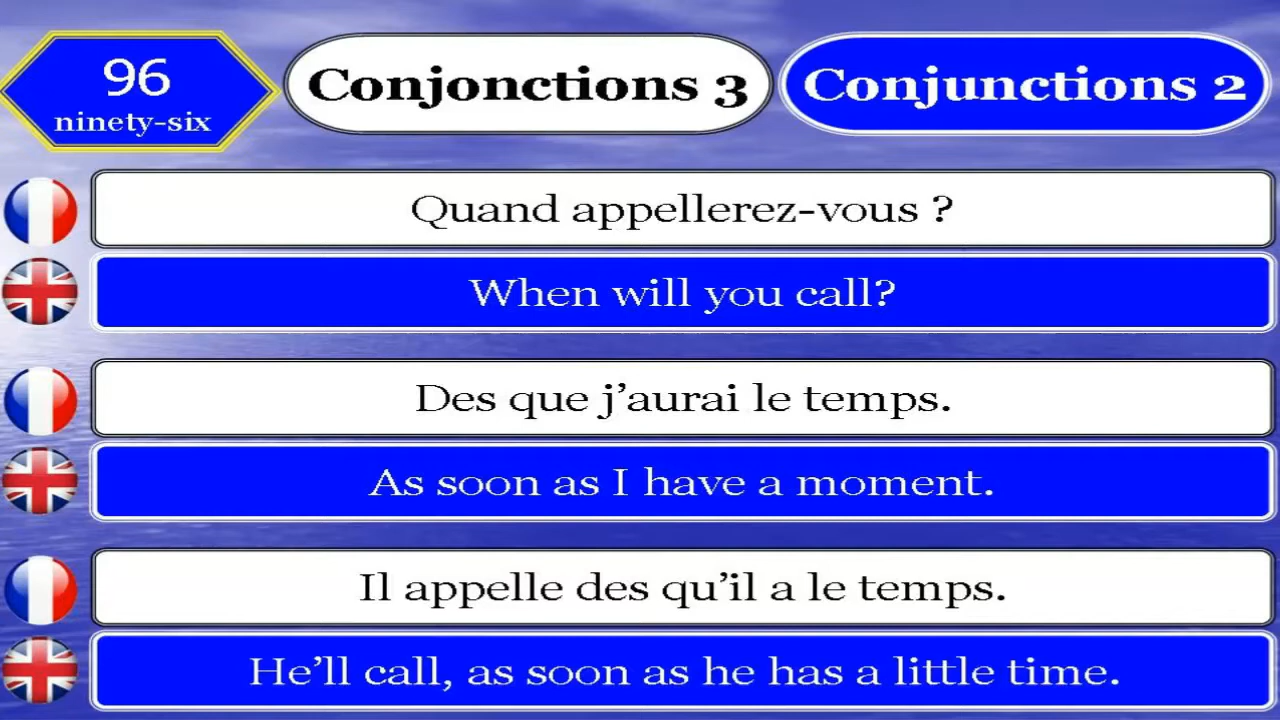 96
ninety-six
Conjonctions 3
Conjunctions 2
Quand appellerez-vous ?
When will you call?
Des que j’aurai le temps.
As soon as I have a moment.
Il appelle des qu’il a le temps.
He’ll call, as soon as he has a little time.